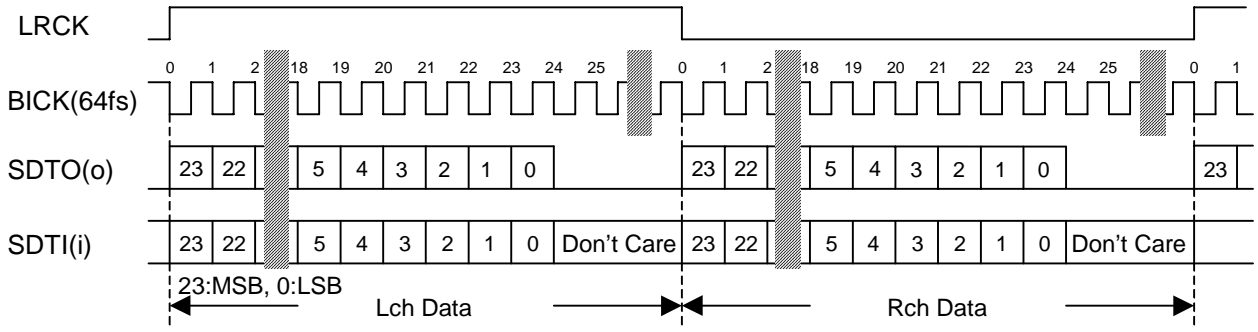 LRCK
0 1 2 18 19 20 21 22 23 24 25 0 1 2 18 19 20 21 22 23 24 25 0 1
BICK(64fs)
SDTO(o) 23 22 5 4 3 2 1 0 23 22 5 4 3 2 1 0 23
SDTI(i) 23 22 5 4 3 2 1 0 Don't Care 23 22 5 4 3 2 1 0 Don't Care
23:MSB, 0:LSB
Lch Data Rch Data